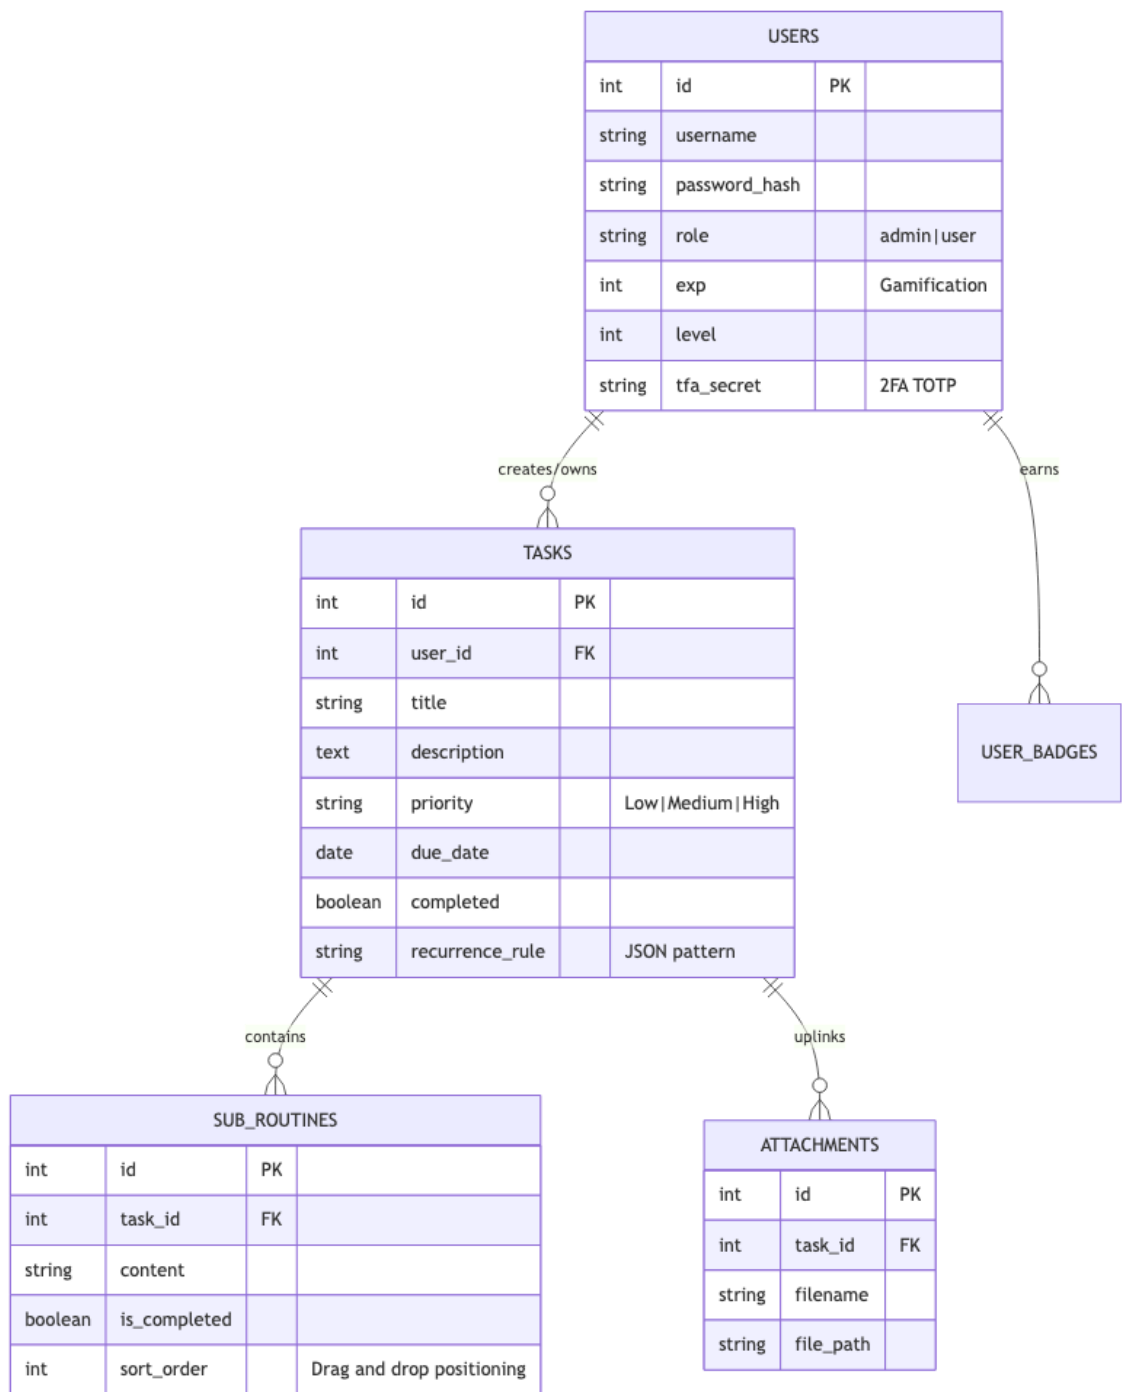 USERS
int id PK
string username
string password_hash
string role admin|user
int exp Gamification
int level
string tfa_secret 2FA TOTP
creates/owns
earns
TASKS
int id PK
int user_id FK
string title
text description
string priority Low|Medium|High
date due_date
boolean completed
string recurrence_rule JSON pattern
USER_BADGES
contains
uplinks
SUB_ROUTINES
int id PK
int task_id FK
string content
boolean is_completed
int sort_order Drag and drop positioning
ATTACHMENTS
int id PK
int task_id FK
string filename
string file_path